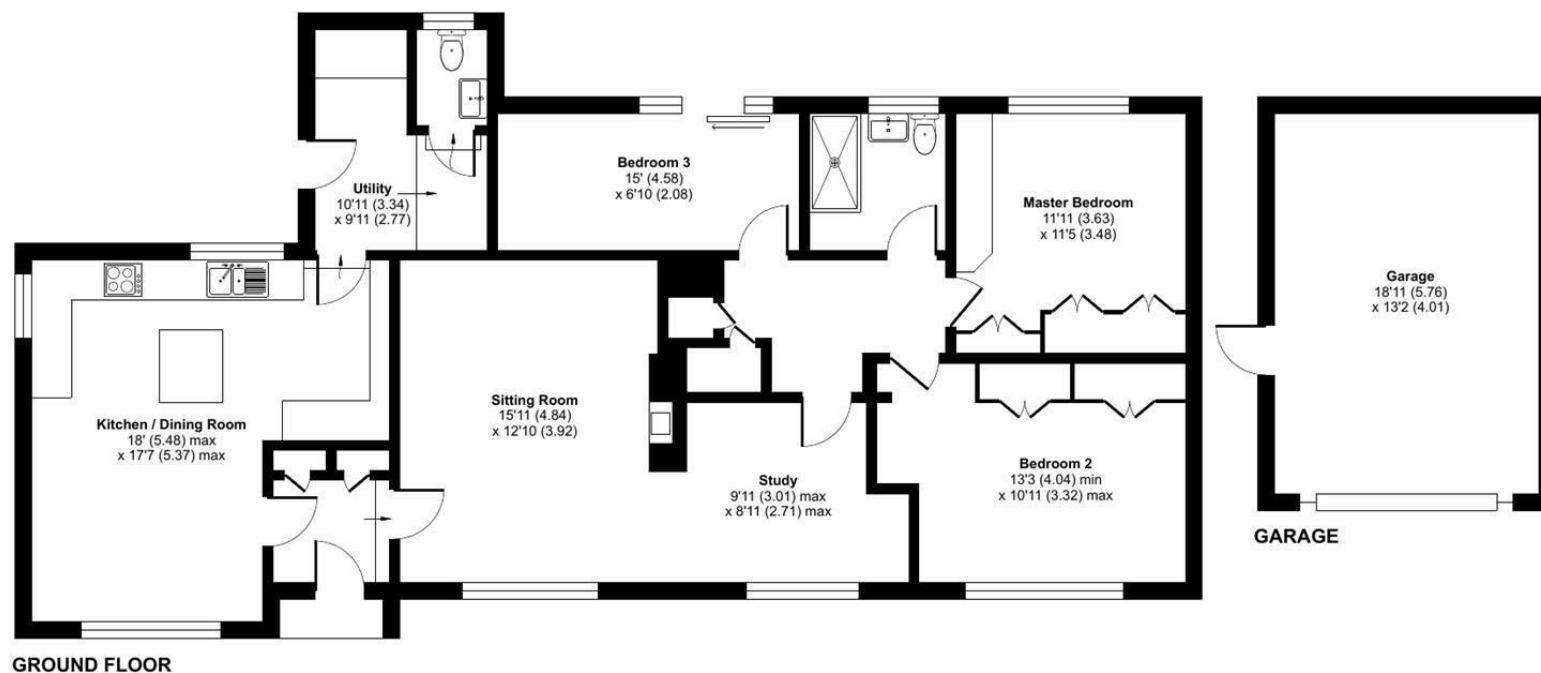 Utility
10'11 (3.34)
x 9'11 (2.77)
Bedroom 3
15' (4.58)
x 6'10 (2.08)
Master Bedroom
11'11 (3.63)
x 11'5 (3.48)
Garage
18'11 (5.76)
x 13'2 (4.01)
Kitchen / Dining Room
18' (5.48) max
x 17'7 (5.37) max
Sitting Room
15'11 (4.84)
x 12'10 (3.92)
Study
9'11 (3.01) max
x 8'11 (2.71) max
Bedroom 2
13'3 (4.04) min
x 10'11 (3.32) max
GARAGE
GROUND FLOOR